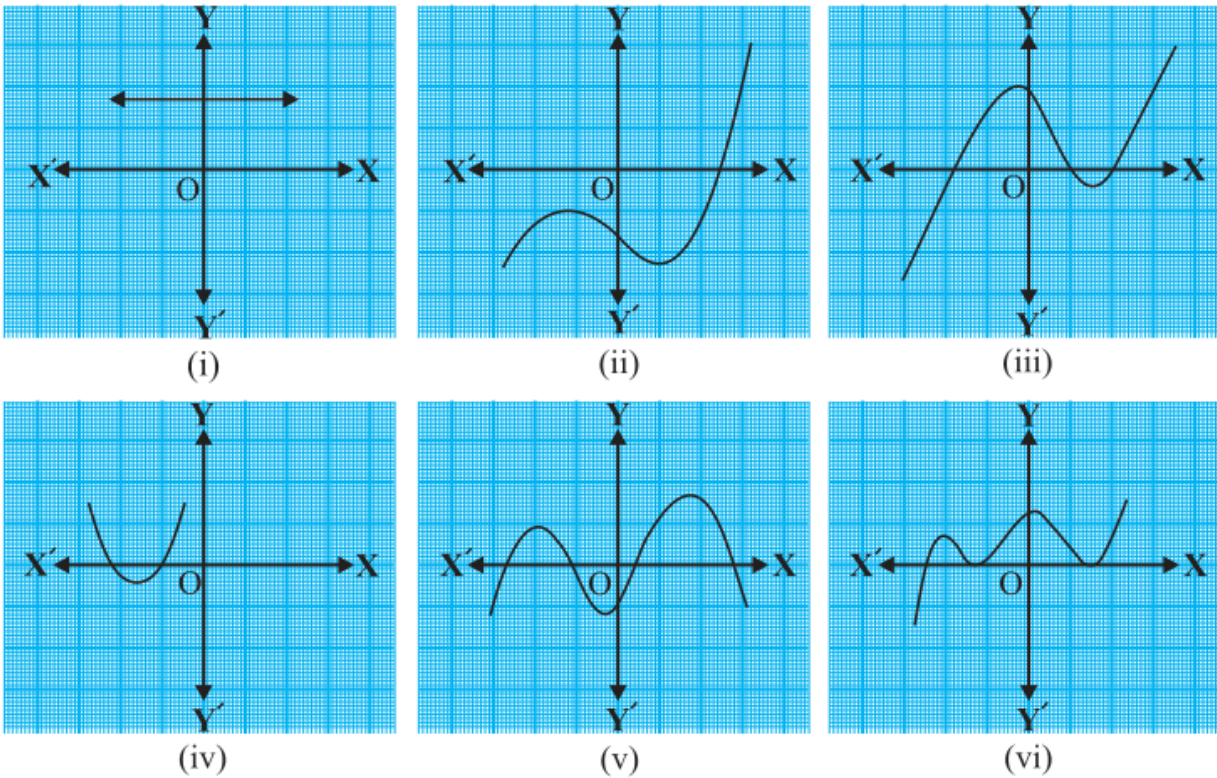 Y Y Y
X′ O X X′ O X X′ O X
Y′ Y′ Y′
(i) (ii) (iii)
Y Y Y
X′ O X X′ O X X′ O X
Y′ Y′ Y′
(iv) (v) (vi)